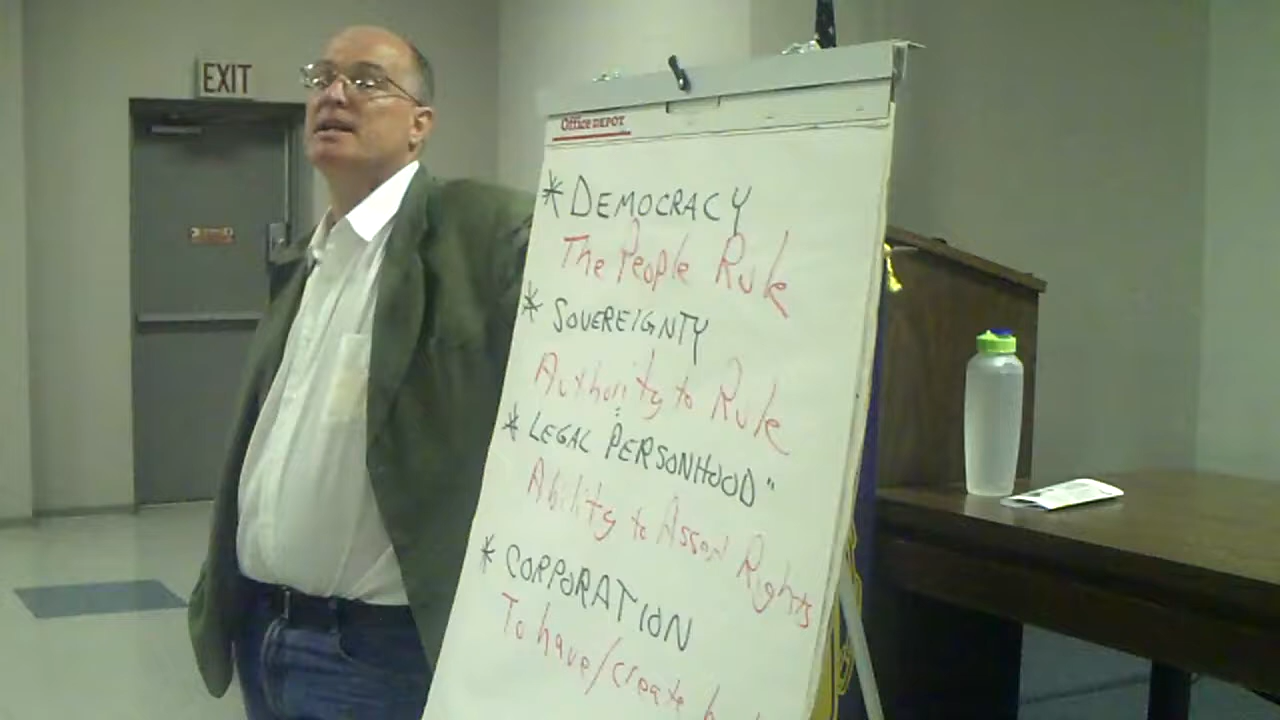 EXIT
Office DEPOT
* DEMOCRACY
The People Rule
* SOVEREIGNTY
Authority to Rule
* LEGAL PERSONHOOD"
Ability to Assert Rights
* CORPORATION
To have/create